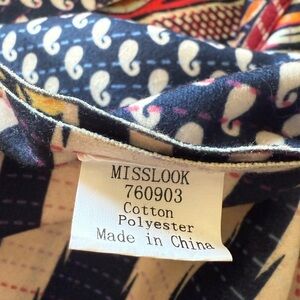 MISSLOOK
760903
Cotton
Polyester
Made in China